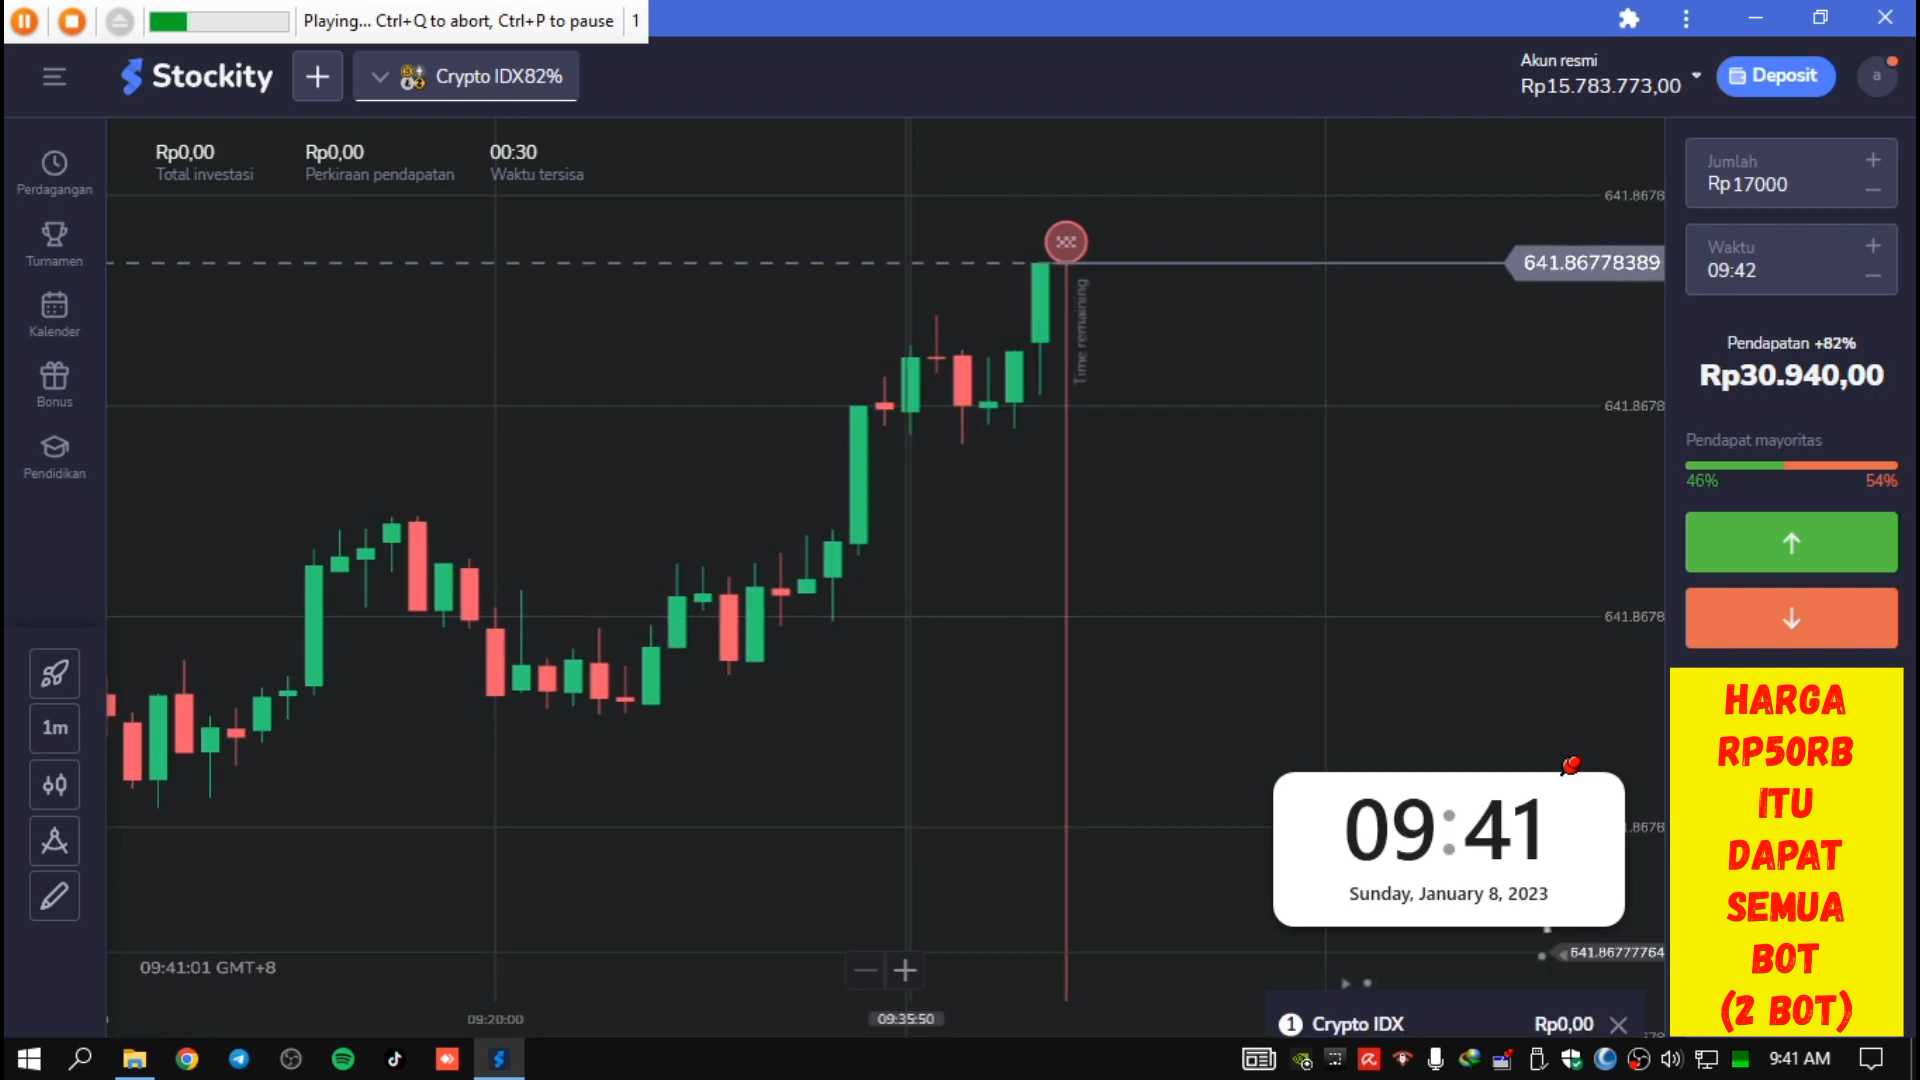 Playing... Ctrl+Q to abort, Ctrl+P to pause
1
Stockity
Crypto IDX82%
Akun resmi
Rp15.783.773,00
Deposit
a
Perdagangan
Turnamen
Kalender
Bonus
Pendidikan
1m
Rp0,00
Total investasi
Rp0,00
Perkiraan pendapatan
00:30
Waktu tersisa
641.8678
641.86778389
Time remaining
641.8678
641.8678
.8678
641.86777764
Jumlah
Rp17000
Waktu
09:42
Pendapatan +82%
Rp30.940,00
Pendapat mayoritas
46%
54%
HARGA
RP50RB
ITU
DAPAT
SEMUA
BOT
(2 BOT)
09:41
Sunday, January 8, 2023
09:41:01 GMT+8
09:20:00
09:35:50
1
Crypto IDX
Rp0,00
9:41 AM